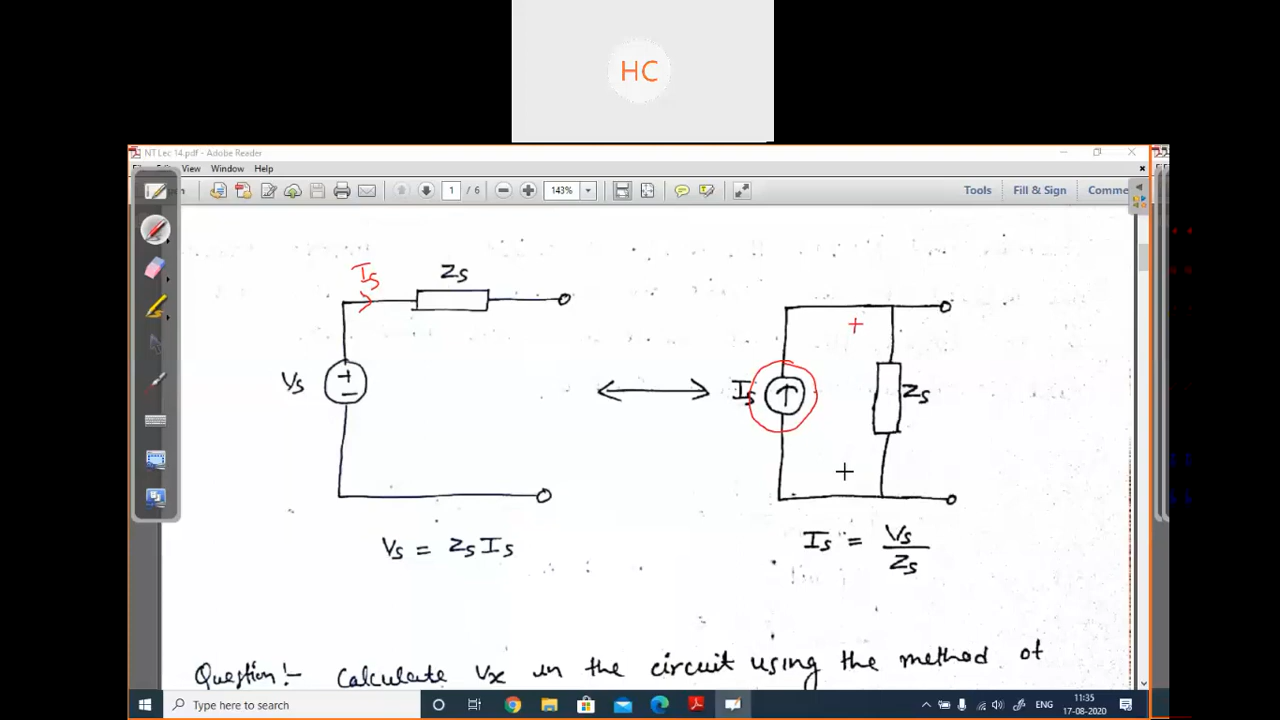 HC
NT Lec 14.pdf - Adobe Reader
View Window Help
1 / 6 143% Tools Fill & Sign Comme
Is
Zs
Vs
Is
Zs
Vs = Zs Is
Is = Vs / Zs
Question!- Calculate Vx in the circuit using the method of
Type here to search
ENG
11:35
17-08-2020